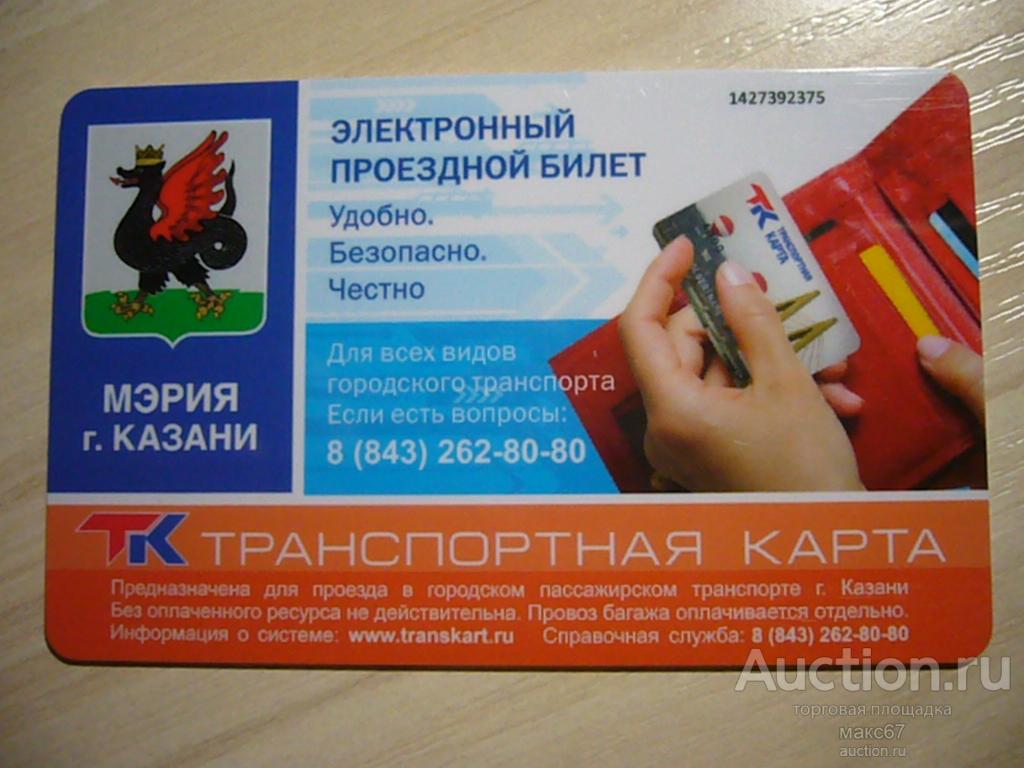 1427392375
ЭЛЕКТРОННЫЙ
ПРОЕЗДНОЙ БИЛЕТ
Удобно.
Безопасно.
Честно
Для всех видов
городского транспорта
Если есть вопросы:
8 (843) 262-80-80
МЭРИЯ
г. КАЗАНИ
ТК
ТРАНСПОРТНАЯ
КАРТА
ТК ТРАНСПОРТНАЯ КАРТА
Предназначена для проезда в городском пассажирском транспорте г. Казани
Без оплаченного ресурса не действительна. Провоз багажа оплачивается отдельно.
Информация о системе: www.transkart.ru Справочная служба: 8 (843) 262-80-80
Auction.ru
торговая площадка
макс67
auction.ru